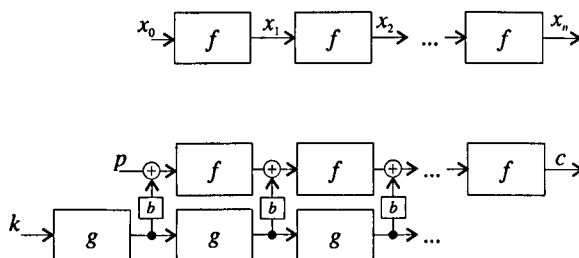 x₀ f x₁ f x₂ ... f xₙ
p + f + f + ... f c
b b b
k g g g ...